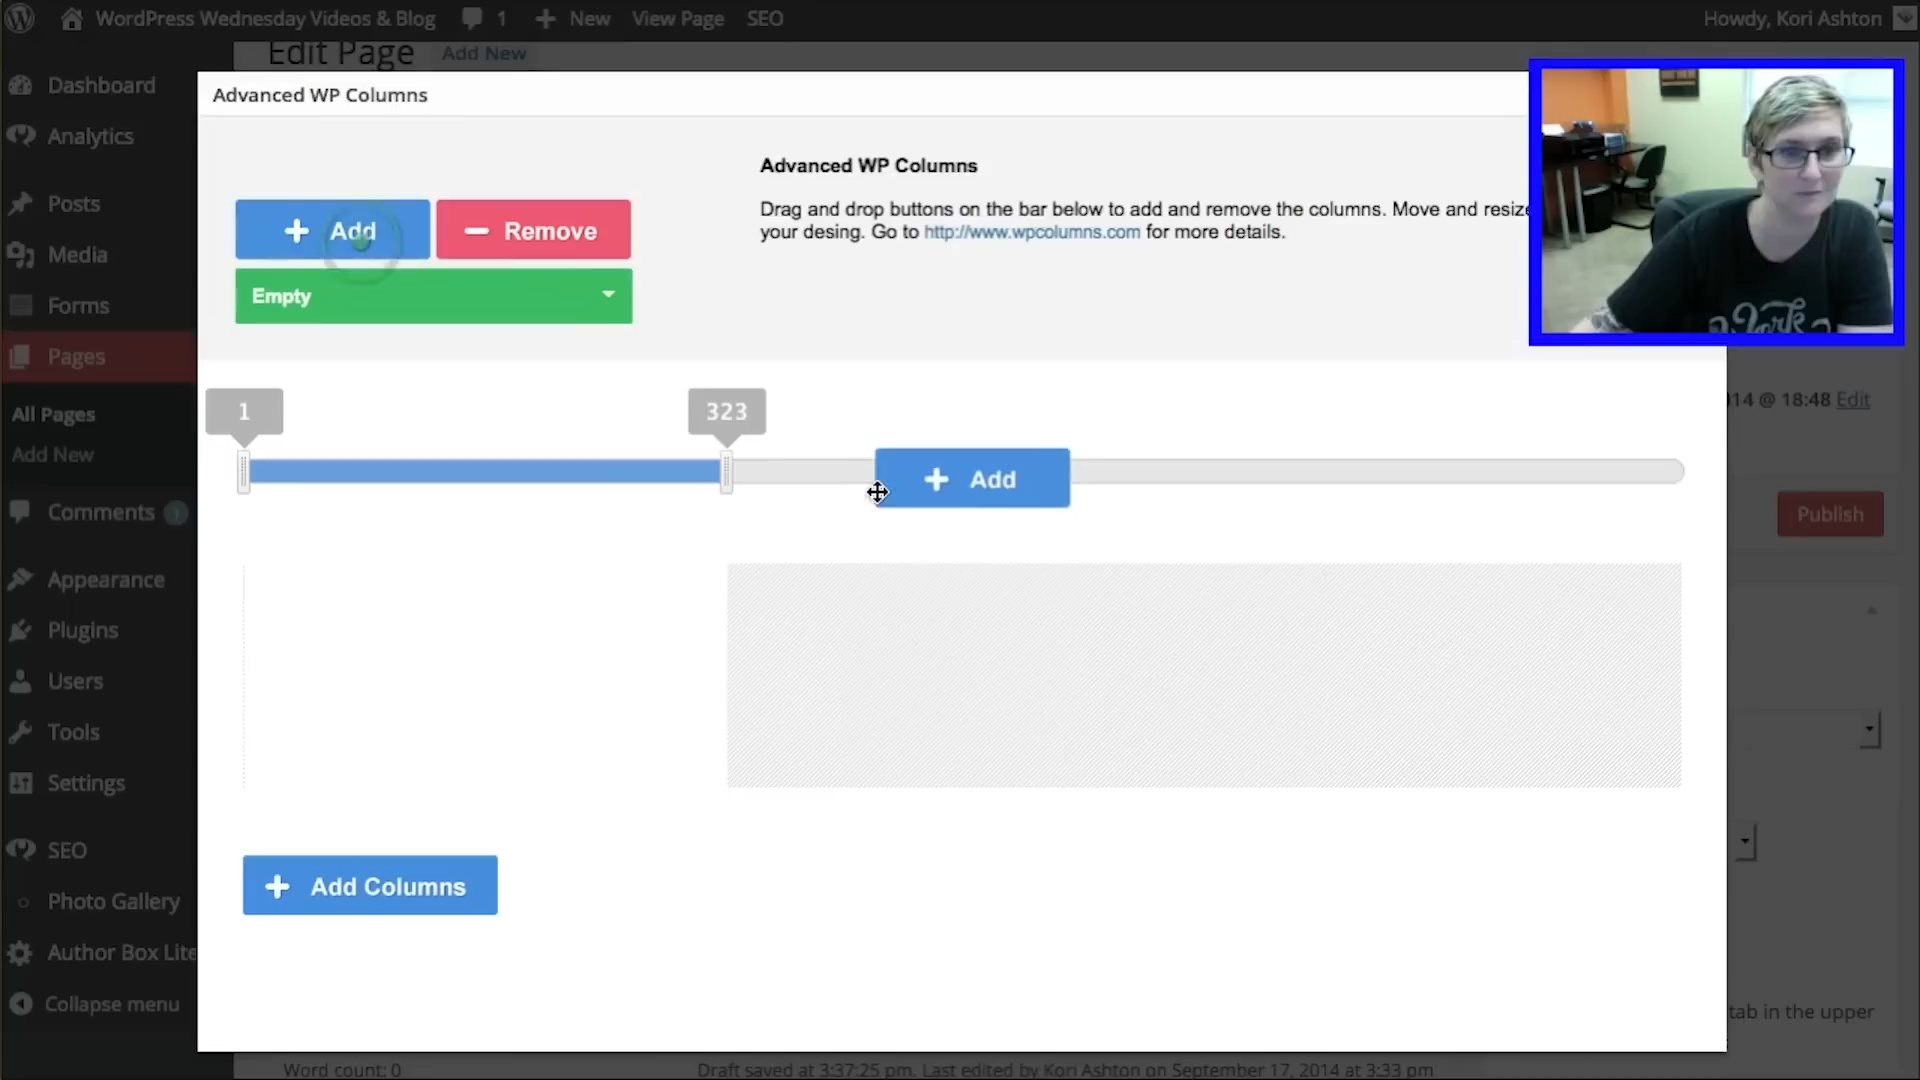 WordPress Wednesday Videos & Blog
1
New
View Page
SEO
Howdy, Kori Ashton
Edit Page
Add New
Dashboard
Analytics
Posts
Media
Forms
Pages
All Pages
Add New
Comments 1
Appearance
Plugins
Users
Tools
Settings
SEO
Photo Gallery
Author Box Lite
Collapse menu
Advanced WP Columns
Add
Remove
Empty
Advanced WP Columns
Drag and drop buttons on the bar below to add and remove the columns. Move and resize
your desing. Go to http://www.wpcolumns.com for more details.
1
323
Add
Add Columns
14 @ 18:48 Edit
Publish
tab in the upper
Word count: 0
Draft saved at 3:37:25 pm. Last edited by Kori Ashton on September 17, 2014 at 3:33 pm